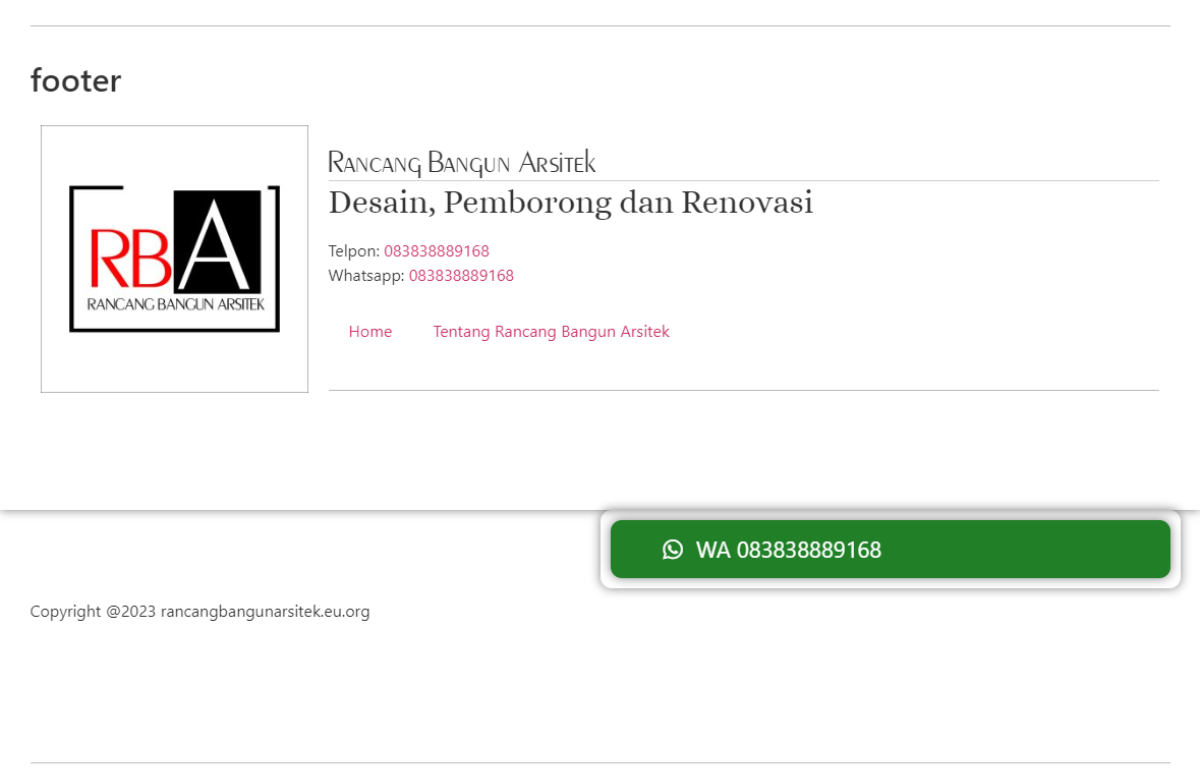 footer
RBA
RANCANG BANGUN ARSITEK
Rancang Bangun Arsitek
Desain, Pemborong dan Renovasi
Telpon: 083838889168
Whatsapp: 083838889168
Home Tentang Rancang Bangun Arsitek
WA 083838889168
Copyright @2023 rancangbangunarsitek.eu.org